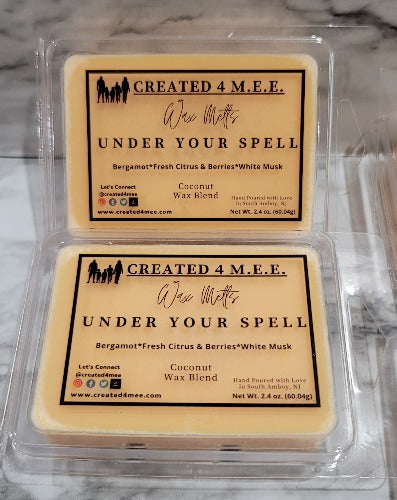 CREATED 4 M.E.E.
Wax Melts
UNDER YOUR SPELL
Bergamot*Fresh Citrus & Berries*White Musk
Let's Connect
@created4mee
www.created4mee.com
Coconut
Wax Blend
Hand Poured with Love
in South Amboy, NJ
Net Wt. 2.4 oz. (60.04g)
CREATED 4 M.E.E.
Wax Melts
UNDER YOUR SPELL
Bergamot*Fresh Citrus & Berries*White Musk
Let's Connect
@created4mee
www.created4mee.com
Coconut
Wax Blend
Hand Poured with Love
in South Amboy, NJ
Net Wt. 2.4 oz. (60.04g)